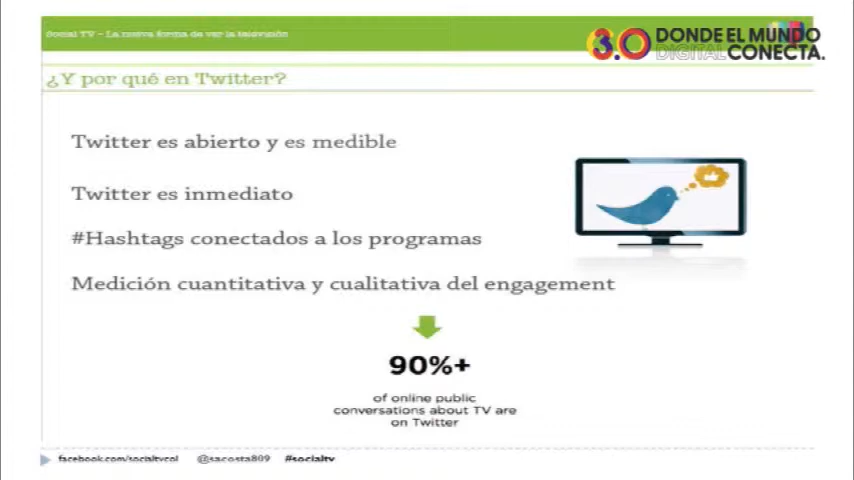 Social TV – La nueva forma de ver la televisión
3.0 DONDE EL MUNDO
DIGITAL CONECTA.
¿Y por qué en Twitter?
Twitter es abierto y es medible
Twitter es inmediato
#Hashtags conectados a los programas
Medición cuantitativa y cualitativa del engagement
90%+
of online public
conversations about TV are
on Twitter
facebook.com/socialtvcol @sacosta809 #socialtv